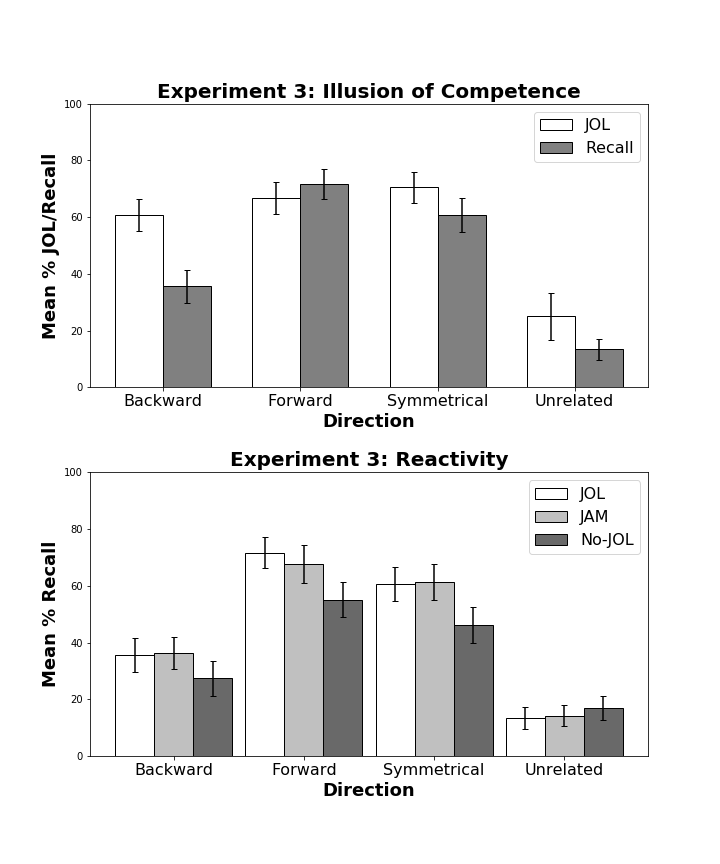 Experiment 3: Illusion of Competence
100
80
60
40
20
0
Mean % JOL/Recall
JOL
Recall
Backward Forward Symmetrical Unrelated
Direction
Experiment 3: Reactivity
100
80
60
40
20
0
Mean % Recall
JOL
JAM
No-JOL
Backward Forward Symmetrical Unrelated
Direction